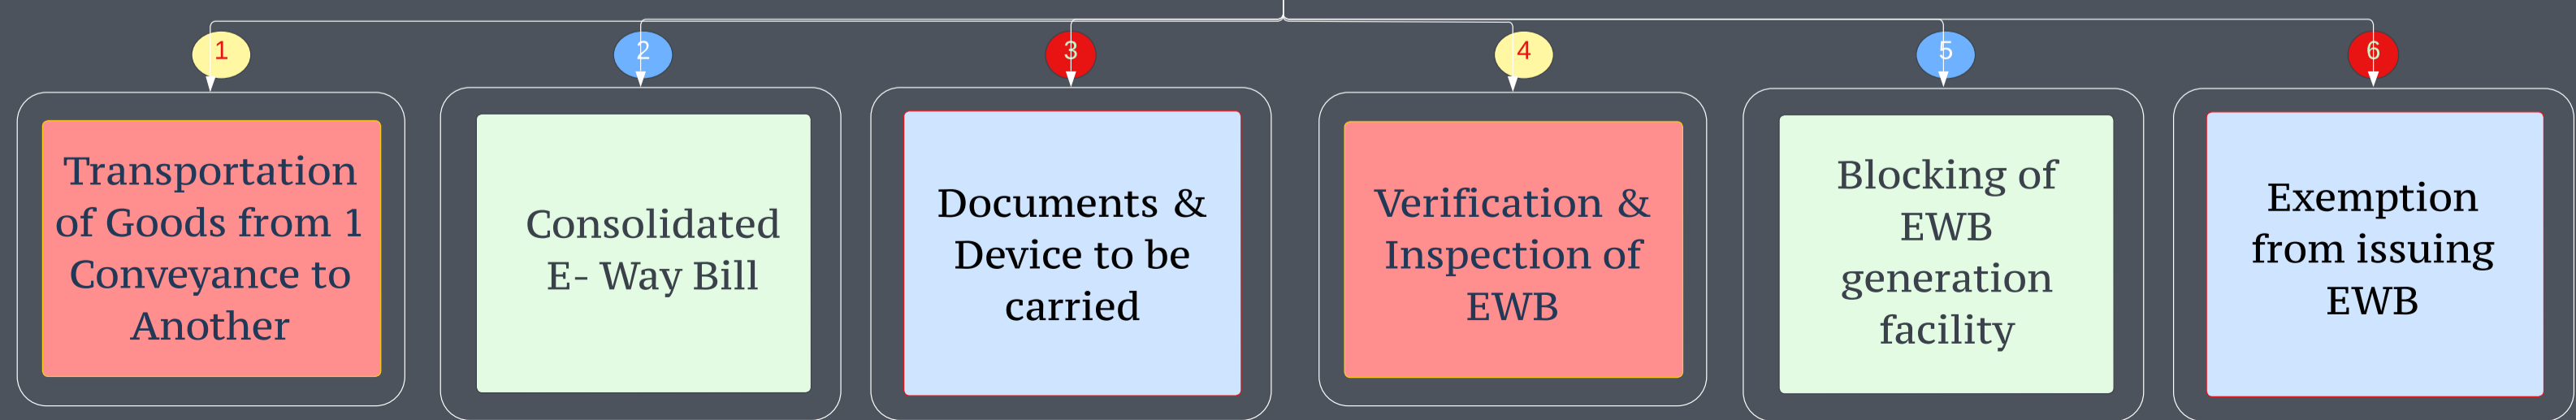 1
Transportation
of Goods from 1
Conveyance to
Another
2
Consolidated
E- Way Bill
3
Documents &
Device to be
carried
4
Verification &
Inspection of
EWB
5
Blocking of
EWB
generation
facility
6
Exemption
from issuing
EWB